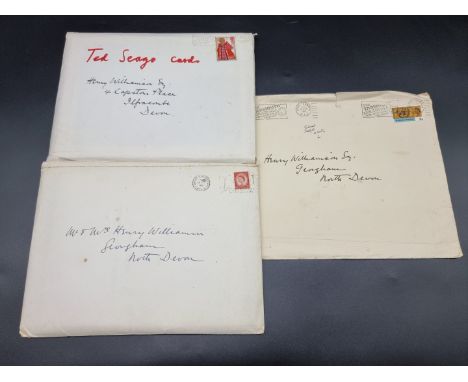 Ted Seago cards
Henry Williamson Esq.
4 Capstone Place
Ilfracombe
Devon
Henry Williamson Esq.
Georgeham
North Devon
Mr & Mrs Henry Williamson
Georgeham
North Devon